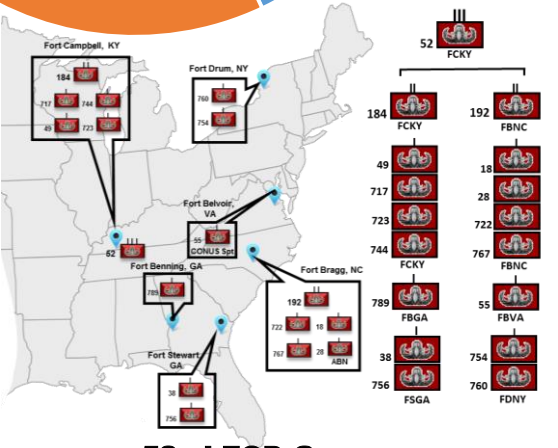 Fort Campbell, KY
184
717 744
49 723
Fort Drum, NY
760
754
Fort Belvoir,
VA
55
CONUS Spt
52
Fort Benning, GA
789
Fort Bragg, NC
192
722 18
767 28
ABN
Fort Stewart,
GA
38
756
52
FCKY
184
FCKY
49
717
723
744
FCKY
789
FBGA
38
756
FSGA
192
FBNC
18
28
722
767
FBNC
55
FBVA
754
760
FDNY